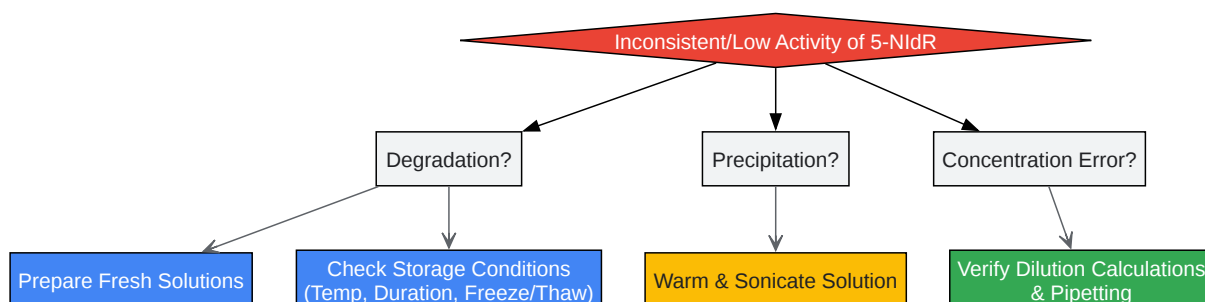 Inconsistent/Low Activity of 5-NIdR
Degradation?
Precipitation?
Concentration Error?
Prepare Fresh Solutions
Check Storage Conditions
(Temp, Duration, Freeze/Thaw)
Warm & Sonicate Solution
Verify Dilution Calculations
& Pipetting